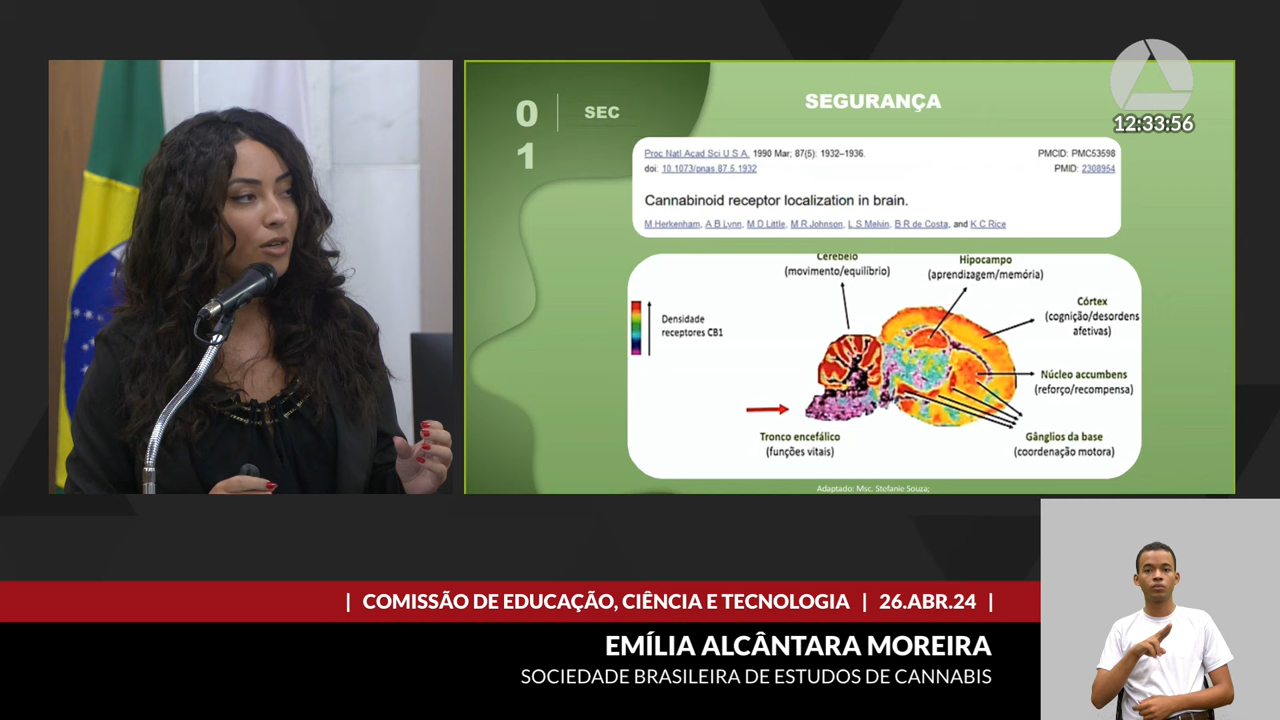 0
1
SEC
SEGURANÇA
12:33:56
Proc Natl Acad Sci U S A. 1990 Mar; 87(5): 1932–1936.
PMCID: PMC53598
doi: 10.1073/pnas.87.5.1932
PMID: 2308954
Cannabinoid receptor localization in brain.
M Herkenham, A B Lynn, M D Little, M R Johnson, L S Melvin, B R de Costa, and K C Rice
Cerebelo
(movimento/equilíbrio)
Hipocampo
(aprendizagem/memória)
Densidade
receptores CB1
Córtex
(cognição/desordens
afetivas)
Núcleo accumbens
(reforço/recompensa)
Tronco encefálico
(funções vitais)
Gânglios da base
(coordenação motora)
Adaptado: Msc. Stefanie Souza;
| COMISSÃO DE EDUCAÇÃO, CIÊNCIA E TECNOLOGIA | 26.ABR.24 |
EMÍLIA ALCÂNTARA MOREIRA
SOCIEDADE BRASILEIRA DE ESTUDOS DE CANNABIS